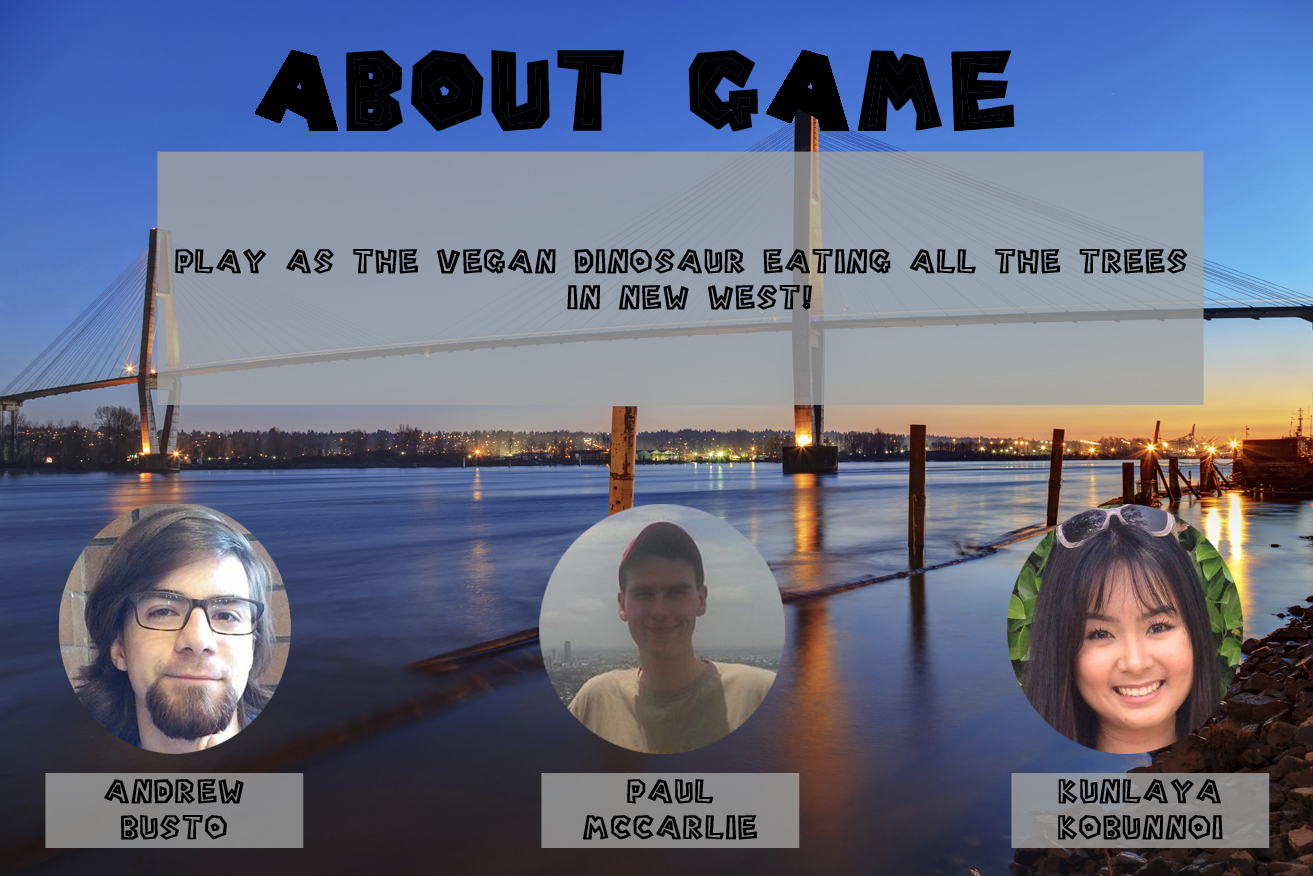 ABOUT GAME
PLAY AS THE VEGAN DINOSAUR EATING ALL THE TREES
IN NEW WEST!
ANDREW
BUSTO
PAUL
MCCARLIE
KUNLAYA
KOBUNNOI